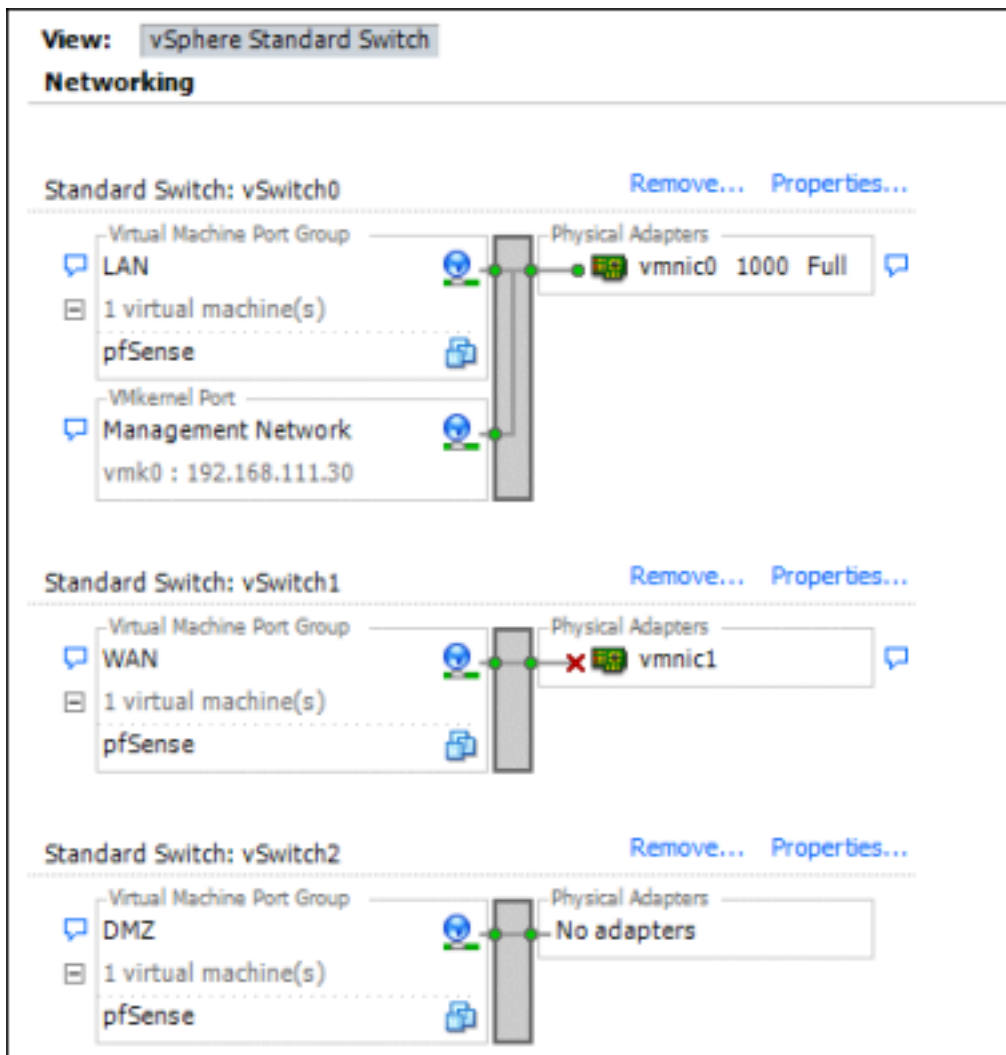 View: vSphere Standard Switch
Networking
Standard Switch: vSwitch0 Remove... Properties...
Virtual Machine Port Group Physical Adapters
LAN vmnic0 1000 Full
1 virtual machine(s)
pfSense
VMkernel Port
Management Network
vmk0 : 192.168.111.30
Standard Switch: vSwitch1 Remove... Properties...
Virtual Machine Port Group Physical Adapters
WAN vmnic1
1 virtual machine(s)
pfSense
Standard Switch: vSwitch2 Remove... Properties...
Virtual Machine Port Group Physical Adapters
DMZ No adapters
1 virtual machine(s)
pfSense